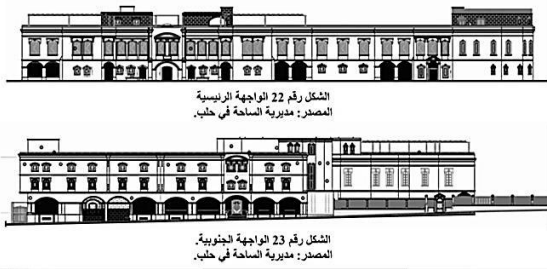 الشكل رقم 22 الواجهة الرئيسية
المصدر: مديرية الساحة في حلب.
الشكل رقم 23 الواجهة الجنوبية.
المصدر: مديرية الساحة في حلب.